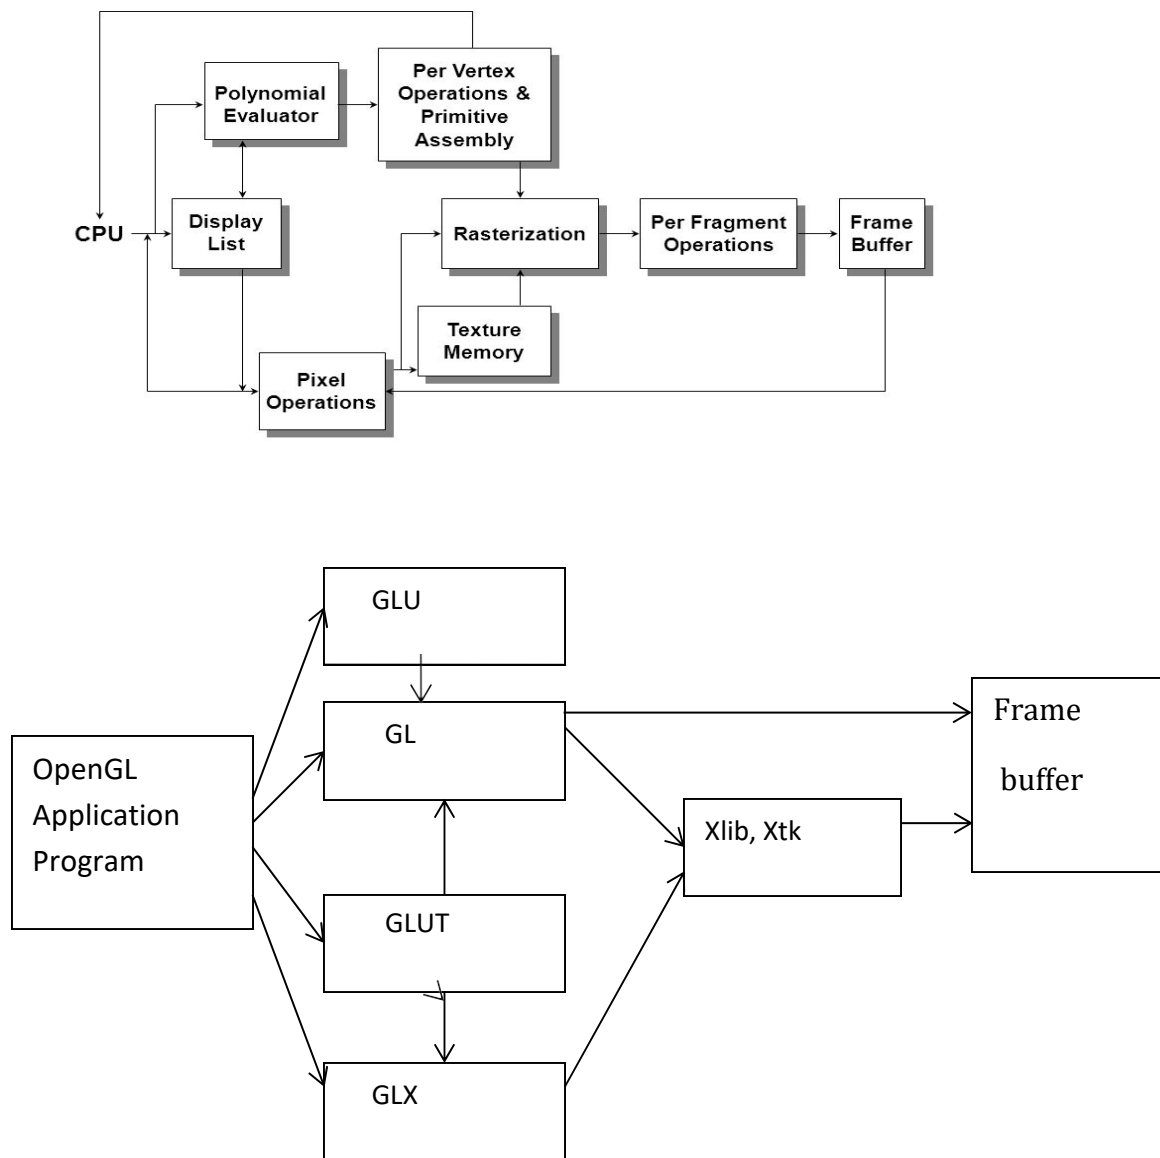 Per Vertex
Operations &
Primitive
Assembly
Polynomial
Evaluator
CPU
Display
List
Rasterization
Per Fragment
Operations
Frame
Buffer
Texture
Memory
Pixel
Operations
GLU
GL
OpenGL
Application
Program
GLUT
GLX
Xlib, Xtk
Frame
buffer